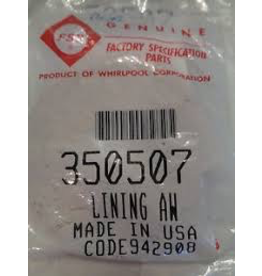 GENUINE
FSP
FACTORY SPECIFICATION
PARTS
PRODUCT OF WHIRLPOOL CORPORATION
350507
LINING AW
MADE IN USA
CODE942908